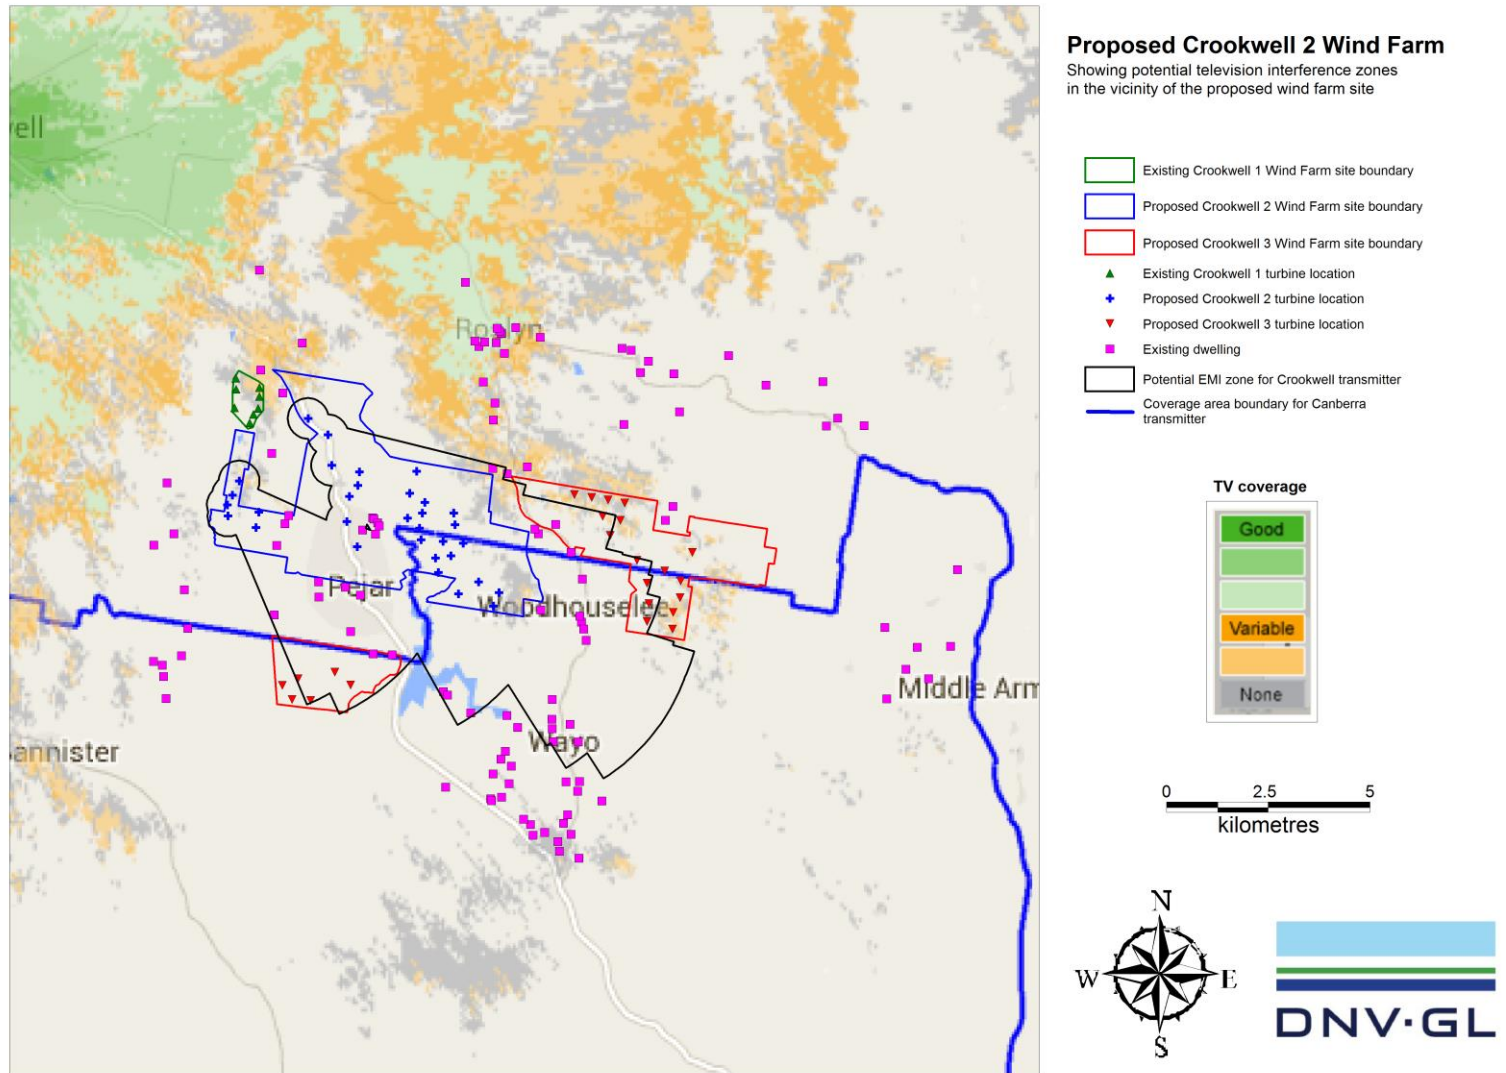 Proposed Crookwell 2 Wind Farm
Showing potential television interference zones
in the vicinity of the proposed wind farm site
Existing Crookwell 1 Wind Farm site boundary
Proposed Crookwell 2 Wind Farm site boundary
Proposed Crookwell 3 Wind Farm site boundary
Existing Crookwell 1 turbine location
Proposed Crookwell 2 turbine location
Proposed Crookwell 3 turbine location
Existing dwelling
Potential EMI zone for Crookwell transmitter
Coverage area boundary for Canberra
transmitter
TV coverage
Good
Variable
None
0 2.5 5
kilometres
N
W E
S
DNV·GL
ell
Roslyn
Pejar
Woodhouselee
Middle Arm
Wayo
annister